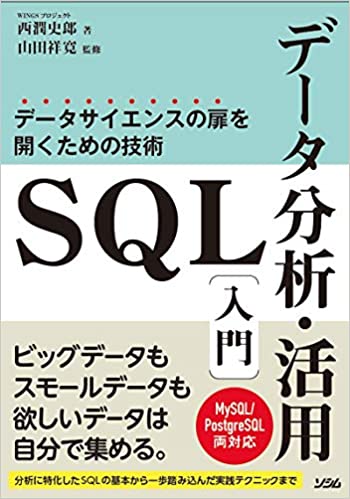 WINGSプロジェクト
西潤史郎 著
山田祥寛 監修
データサイエンスの扉を
開くための技術
データ分析・活用
SQL
[入門]
ビッグデータも
スモールデータも
欲しいデータは
自分で集める。
MySQL/
PostgreSQL
両対応
分析に特化したSQLの基本から一歩踏み込んだ実践テクニックまで
ソシム